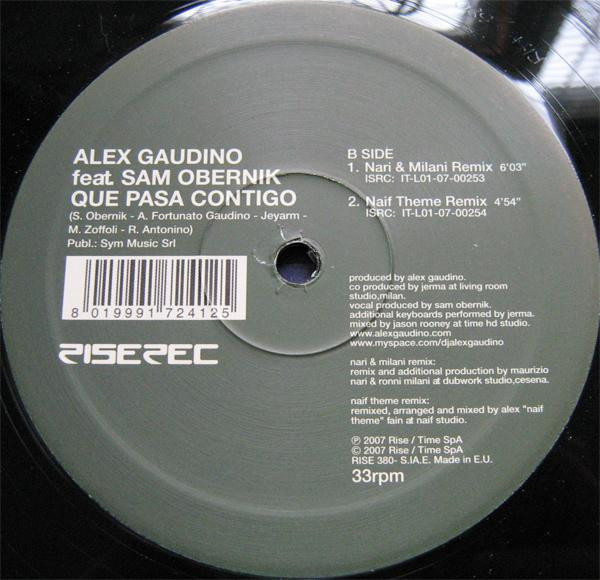 ALEX GAUDINO
feat. SAM OBERNIK
QUE PASA CONTIGO
(S. Obernik - A. Fortunato Gaudino - Jeyarm -
M. Zoffoli - R. Antonino)
Publ.: Sym Music Srl
8 019991 724125
RISEREC
B SIDE
1. Nari & Milani Remix 6'03"
ISRC: IT-L01-07-00253
2. Naif Theme Remix 4'54"
ISRC: IT-L01-07-00254
produced by alex gaudino.
co produced by jerma at living room
studio,milan.
vocal produced by sam obernik.
additional keyboards performed by jerma.
mixed by jason rooney at time hd studio.
www.alexgaudino.com
www.myspace.com/djalexgaudino
nari & milani remix:
remix and additional production by maurizio
nari & ronni milani at dubwork studio,cesena.
naif theme remix:
remixed, arranged and mixed by alex "naif
theme" fain at naif studio.
℗ 2007 Rise / Time SpA
© 2007 Rise / Time SpA
RISE 380- S.IA.E. Made in E.U.
33rpm